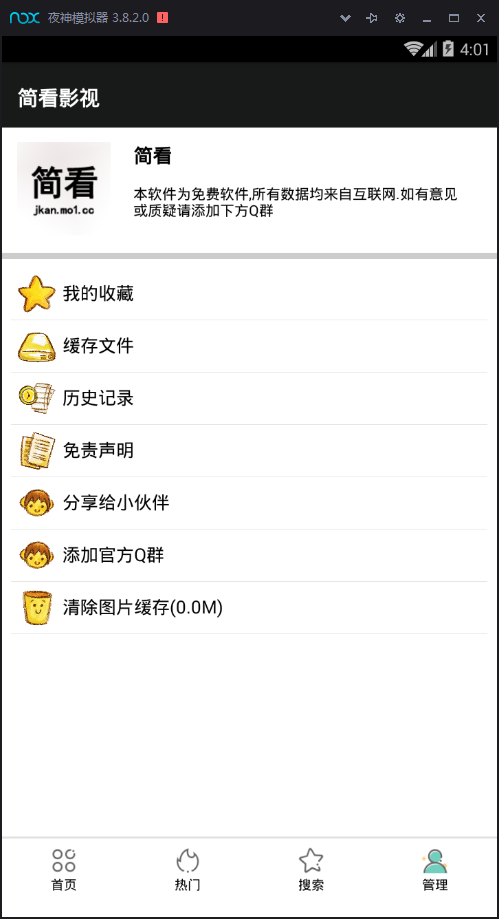 nox 夜神模拟器 3.8.2.0
4:01
简看影视
简看
jkan.mo1.cc
简看
本软件为免费软件,所有数据均来自互联网.如有意见
或质疑请添加下方Q群
我的收藏
缓存文件
历史记录
免责声明
分享给小伙伴
添加官方Q群
清除图片缓存(0.0M)
首页
热门
搜索
管理